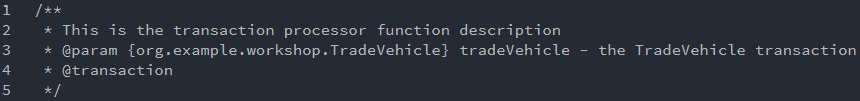 1 /**
2 * This is the transaction processor function description
3 * @param {org.example.workshop.TradeVehicle} tradeVehicle - the TradeVehicle transaction
4 * @transaction
5 */